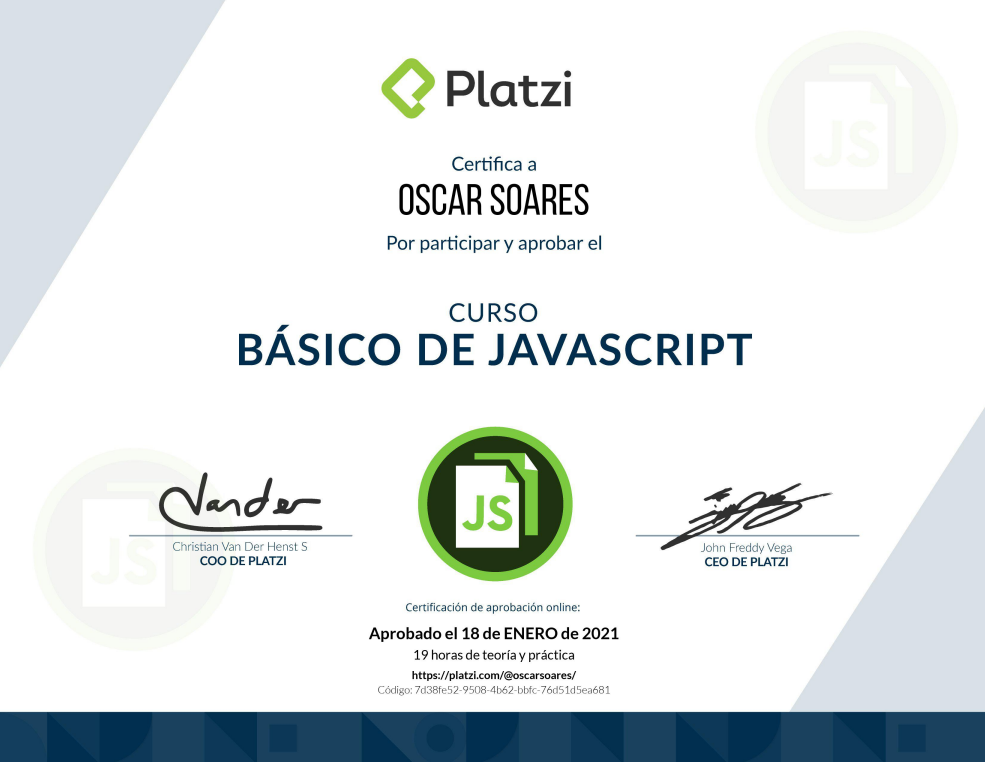 Platzi
Certifica a
OSCAR SOARES
Por participar y aprobar el
CURSO
BÁSICO DE JAVASCRIPT
JS
JS
JS
Vander
Christian Van Der Henst S
COO DE PLATZI
John Freddy Vega
CEO DE PLATZI
Certificación de aprobación online:
Aprobado el 18 de ENERO de 2021
19 horas de teoría y práctica
https://platzi.com/@oscarsoares/
Código: 7d38fe52-9508-4b62-bbfc-76d51d5ea681